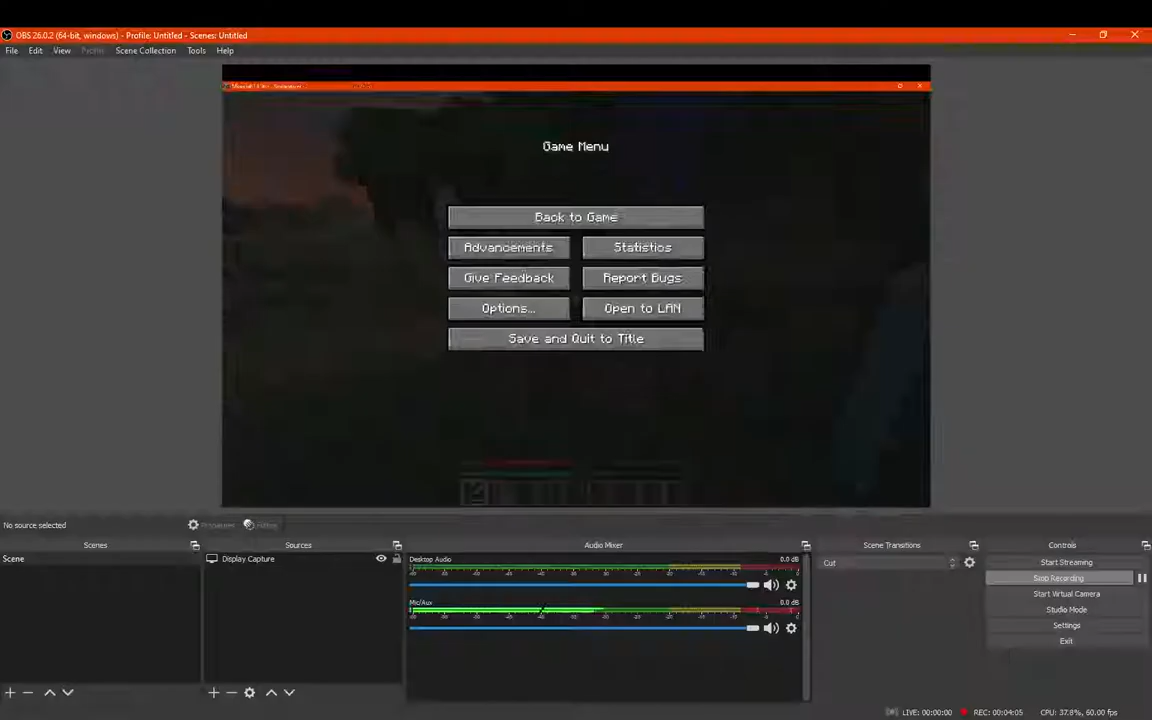 OBS 26.0.2 (64-bit, windows) - Profile: Untitled - Scenes: Untitled
File Edit View Profile Scene Collection Tools Help
Game Menu
Back to Game
Advancements Statistics
Give Feedback Report Bugs
Options... Open to LAN
Save and Quit to Title
No source selected
Scenes Sources Audio Mixer Scene Transitions Controls
Scene
Display Capture
Desktop Audio 0.0 dB
Mic/Aux 0.0 dB
Cut
Start Streaming
Stop Recording
Start Virtual Camera
Studio Mode
Settings
Exit
LIVE: 00:00:00 REC: 00:04:05 CPU: 37.8%, 60.00 fps